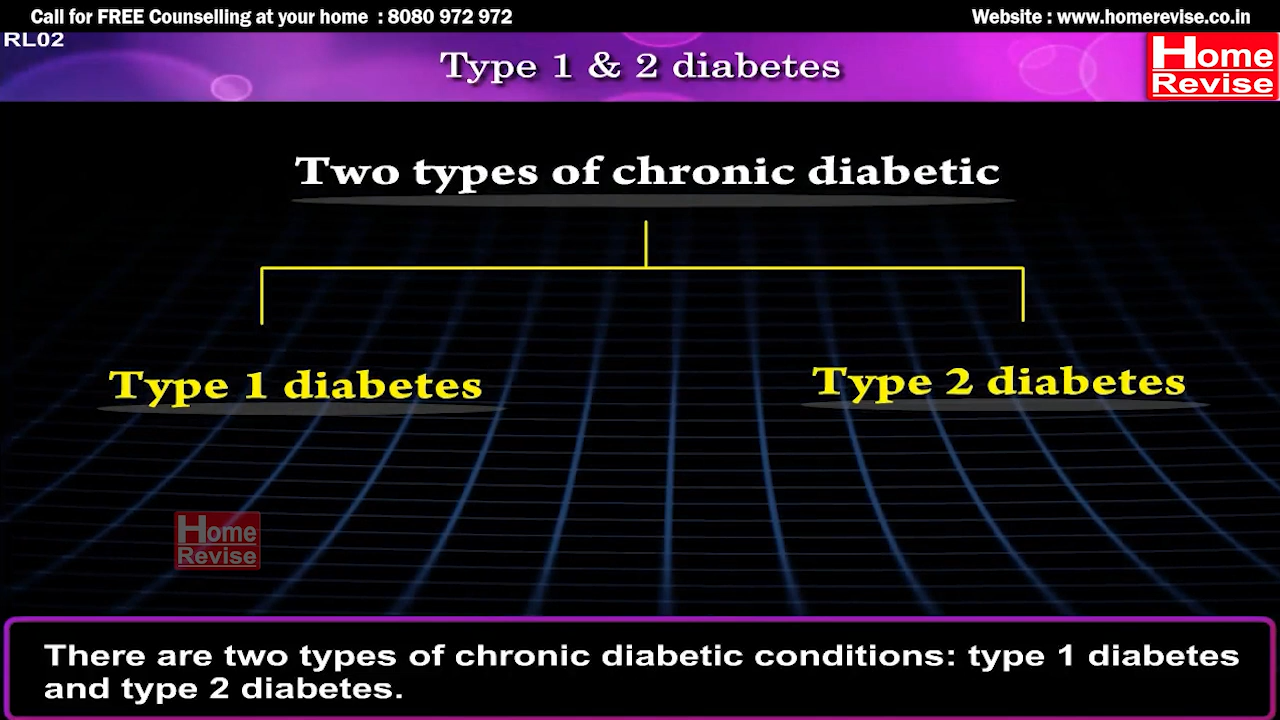 Call for FREE Counselling at your home : 8080 972 972
Website : www.homerevise.co.in
RL02
Type 1 & 2 diabetes
Home
Revise
Two types of chronic diabetic
Type 1 diabetes
Type 2 diabetes
Home
Revise
There are two types of chronic diabetic conditions: type 1 diabetes
and type 2 diabetes.